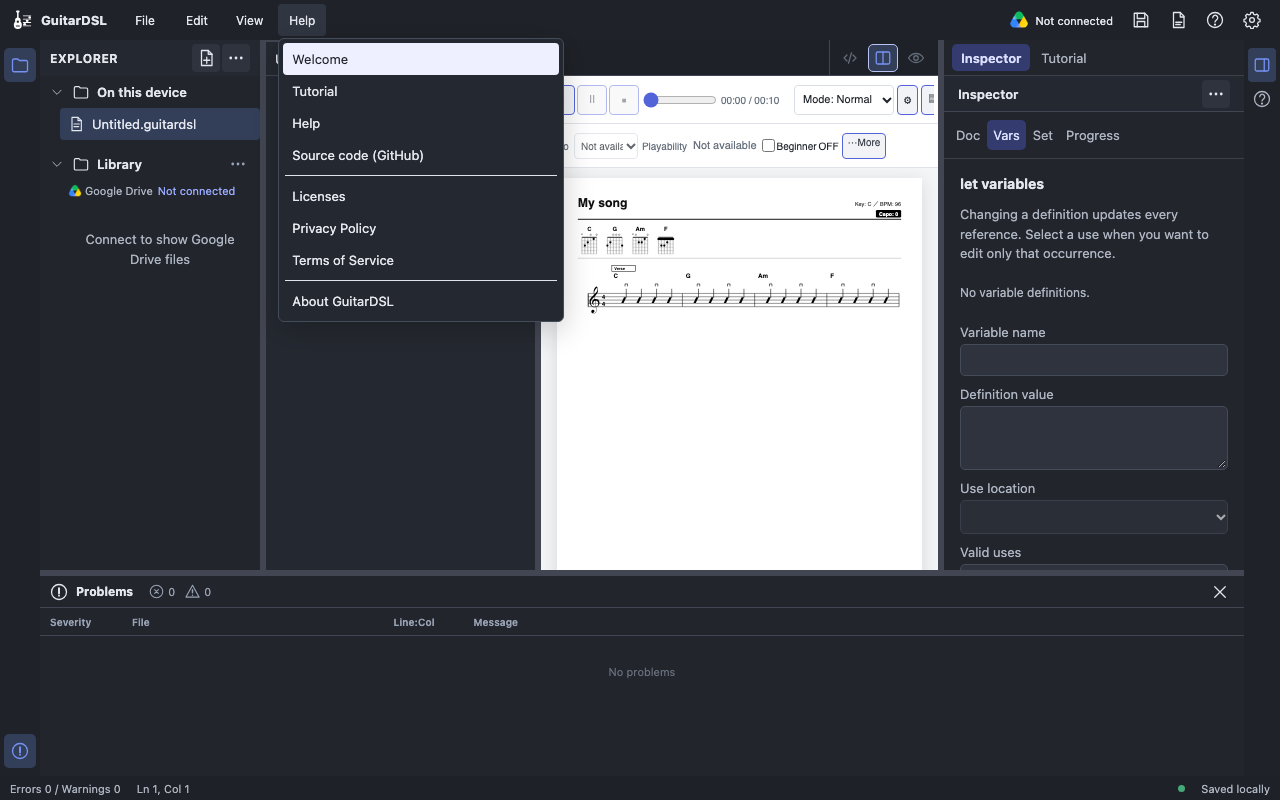 GuitarDSL File Edit View Help Not connected
EXPLORER
On this device
Untitled.guitardsl
Library
Google Drive Not connected
Connect to show Google
Drive files
Welcome
Tutorial
Help
Source code (GitHub)
Licenses
Privacy Policy
Terms of Service
About GuitarDSL
00:00 / 00:10 Mode: Normal
Playability Not available Beginner OFF ···More
My song
Key: C / BPM: 96
Capo: 0
C G Am F
Verse
C G Am F
Inspector Tutorial
Inspector
Doc Vars Set Progress
let variables
Changing a definition updates every
reference. Select a use when you want to
edit only that occurrence.
No variable definitions.
Variable name
Definition value
Use location
Valid uses
Problems 0 0
Severity File Line:Col Message
No problems
Errors 0 / Warnings 0 Ln 1, Col 1 Saved locally